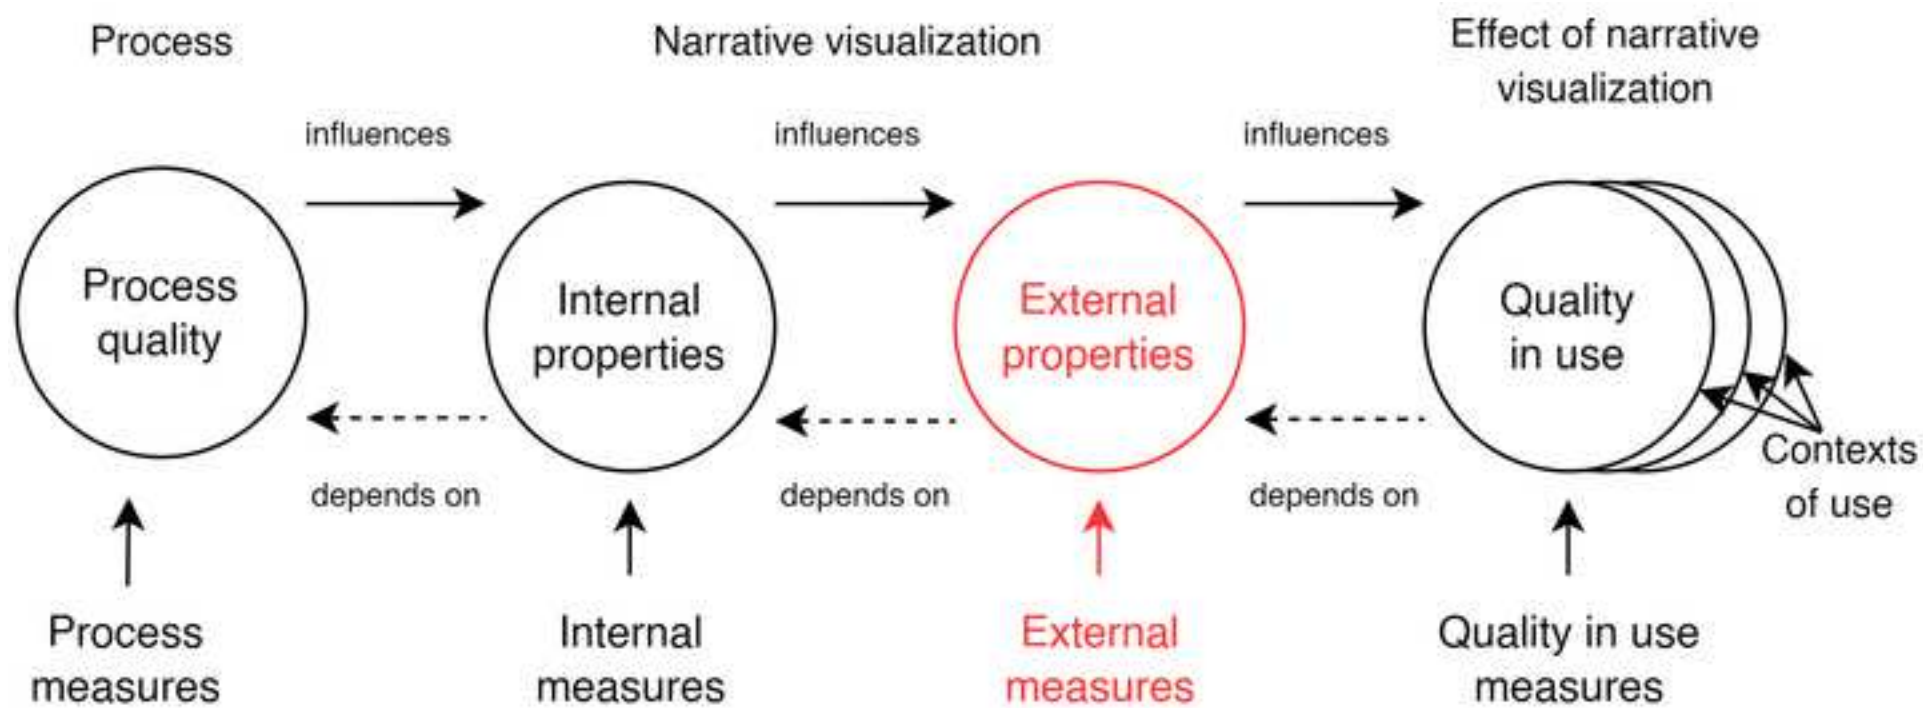 Process
Narrative visualization
Effect of narrative
visualization
influences
influences
influences
Process
quality
Internal
properties
External
properties
Quality
in use
depends on
depends on
depends on
Contexts
of use
Process
measures
Internal
measures
External
measures
Quality in use
measures